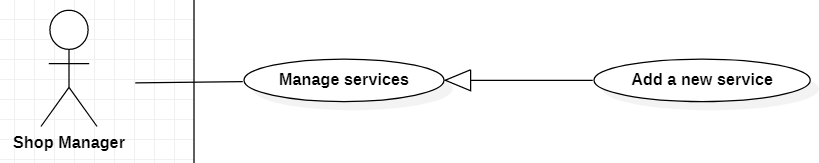 Manage services
Add a new service
Shop Manager